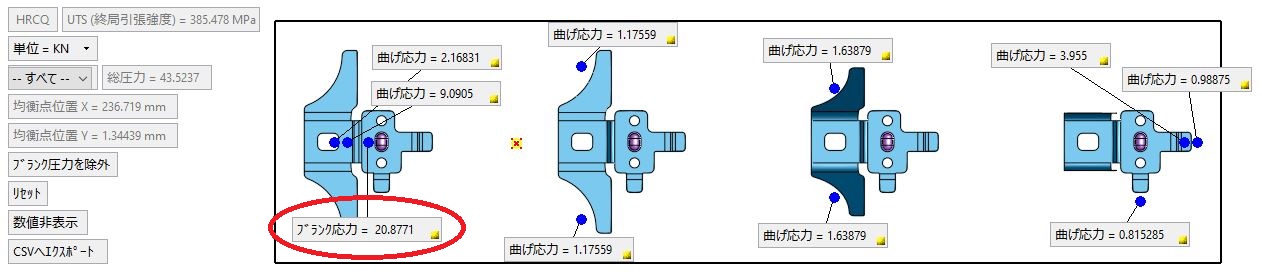 HRCQ
UTS (終局引張強度) = 385.478 MPa
単位 = KN
-- すべて --
総圧力 = 43.5237
均衡点位置 X = 236.719 mm
均衡点位置 Y = 1.34439 mm
ﾌﾞﾗﾝｸ圧力を除外
ﾘｾｯﾄ
数値非表示
CSVへｴｸｽﾎﾟｰﾄ
曲げ応力 = 2.16831
曲げ応力 = 9.0905
ﾌﾞﾗﾝｸ応力 = 20.8771
曲げ応力 = 1.17559
曲げ応力 = 1.17559
曲げ応力 = 1.63879
曲げ応力 = 1.63879
曲げ応力 = 3.955
曲げ応力 = 0.98875
曲げ応力 = 0.815285